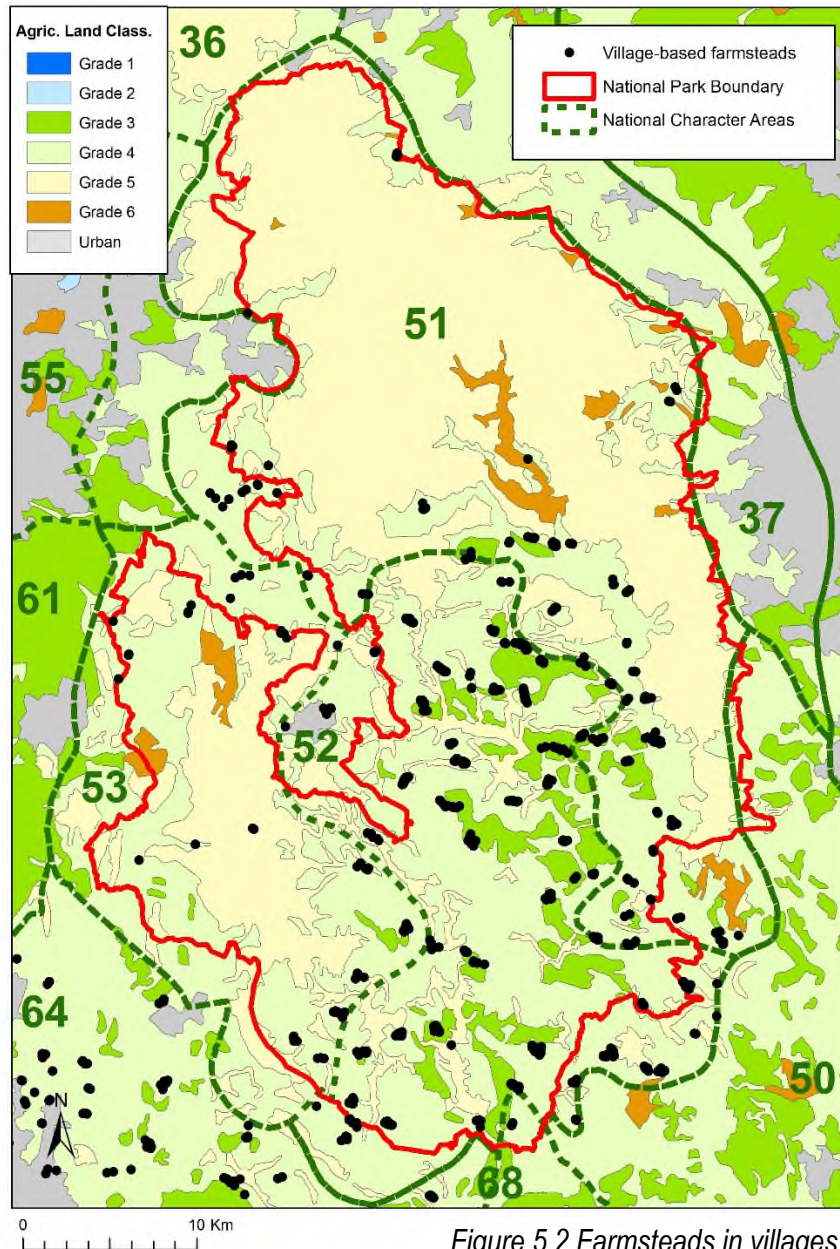 Agric. Land Class.
Grade 1
Grade 2
Grade 3
Grade 4
Grade 5
Grade 6
Urban
Village-based farmsteads
National Park Boundary
National Character Areas
36
51
55
37
61
52
53
64
50
68
N
0 10 Km
Figure 5.2 Farmsteads in villages